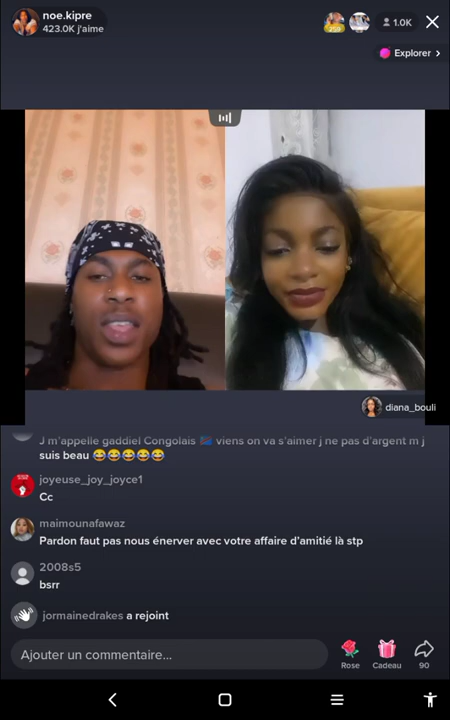 noe.kipre
423.0K j'aime
259
1.0K
Explorer
diana_bouli
J m'appelle gaddiel Congolais 🇨🇩 viens on va s'aimer j ne pas d'argent m j
suis beau 😂😂😂😂😂
joyeuse_joy_joyce1
Cc
maimounafawaz
Pardon faut pas nous énerver avec votre affaire d'amitié là stp
2008s5
bsrr
jormainedrakes a rejoint
Ajouter un commentaire...
Rose
Cadeau
90